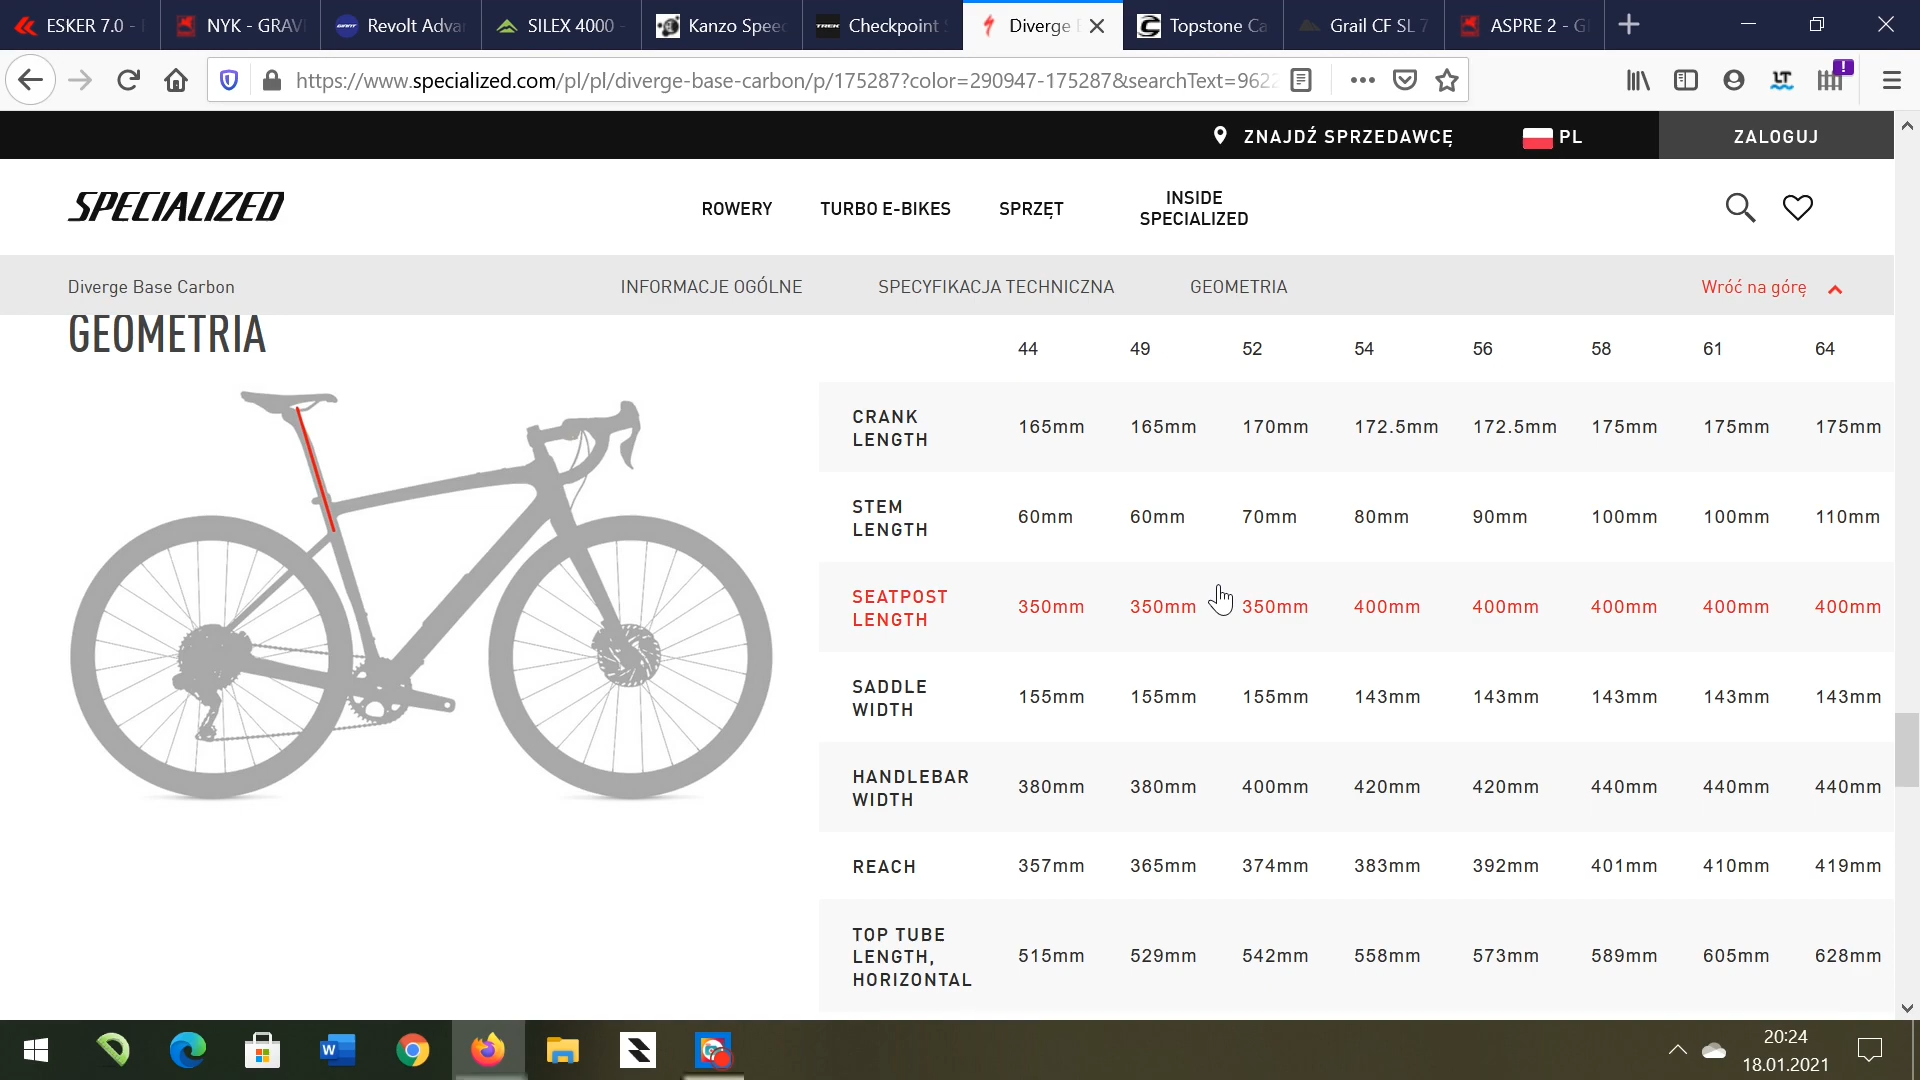 ESKER 7.0 -
NYK - GRAV
GIANT Revolt Advar
SILEX 4000 -
Kanzo Spee
TREK Checkpoint
Diverge
Topstone Ca
Grail CF SL 7
ASPRE 2 - G
https://www.specialized.com/pl/pl/diverge-base-carbon/p/175287?color=290947-175287&searchText=9622
ZNAJDŹ SPRZEDAWCĘ
PL
ZALOGUJ
SPECIALIZED
ROWERY
TURBO E-BIKES
SPRZĘT
INSIDE
SPECIALIZED
Diverge Base Carbon
INFORMACJE OGÓLNE
SPECYFIKACJA TECHNICZNA
GEOMETRIA
Wróć na górę
GEOMETRIA
44 49 52 54 56 58 61 64
CRANK
LENGTH
165mm 165mm 170mm 172.5mm 172.5mm 175mm 175mm 175mm
STEM
LENGTH
60mm 60mm 70mm 80mm 90mm 100mm 100mm 110mm
SEATPOST
LENGTH
350mm 350mm 350mm 400mm 400mm 400mm 400mm 400mm
SADDLE
WIDTH
155mm 155mm 155mm 143mm 143mm 143mm 143mm 143mm
HANDLEBAR
WIDTH
380mm 380mm 400mm 420mm 420mm 440mm 440mm 440mm
REACH 357mm 365mm 374mm 383mm 392mm 401mm 410mm 419mm
TOP TUBE
LENGTH,
HORIZONTAL
515mm 529mm 542mm 558mm 573mm 589mm 605mm 628mm
20:24
18.01.2021